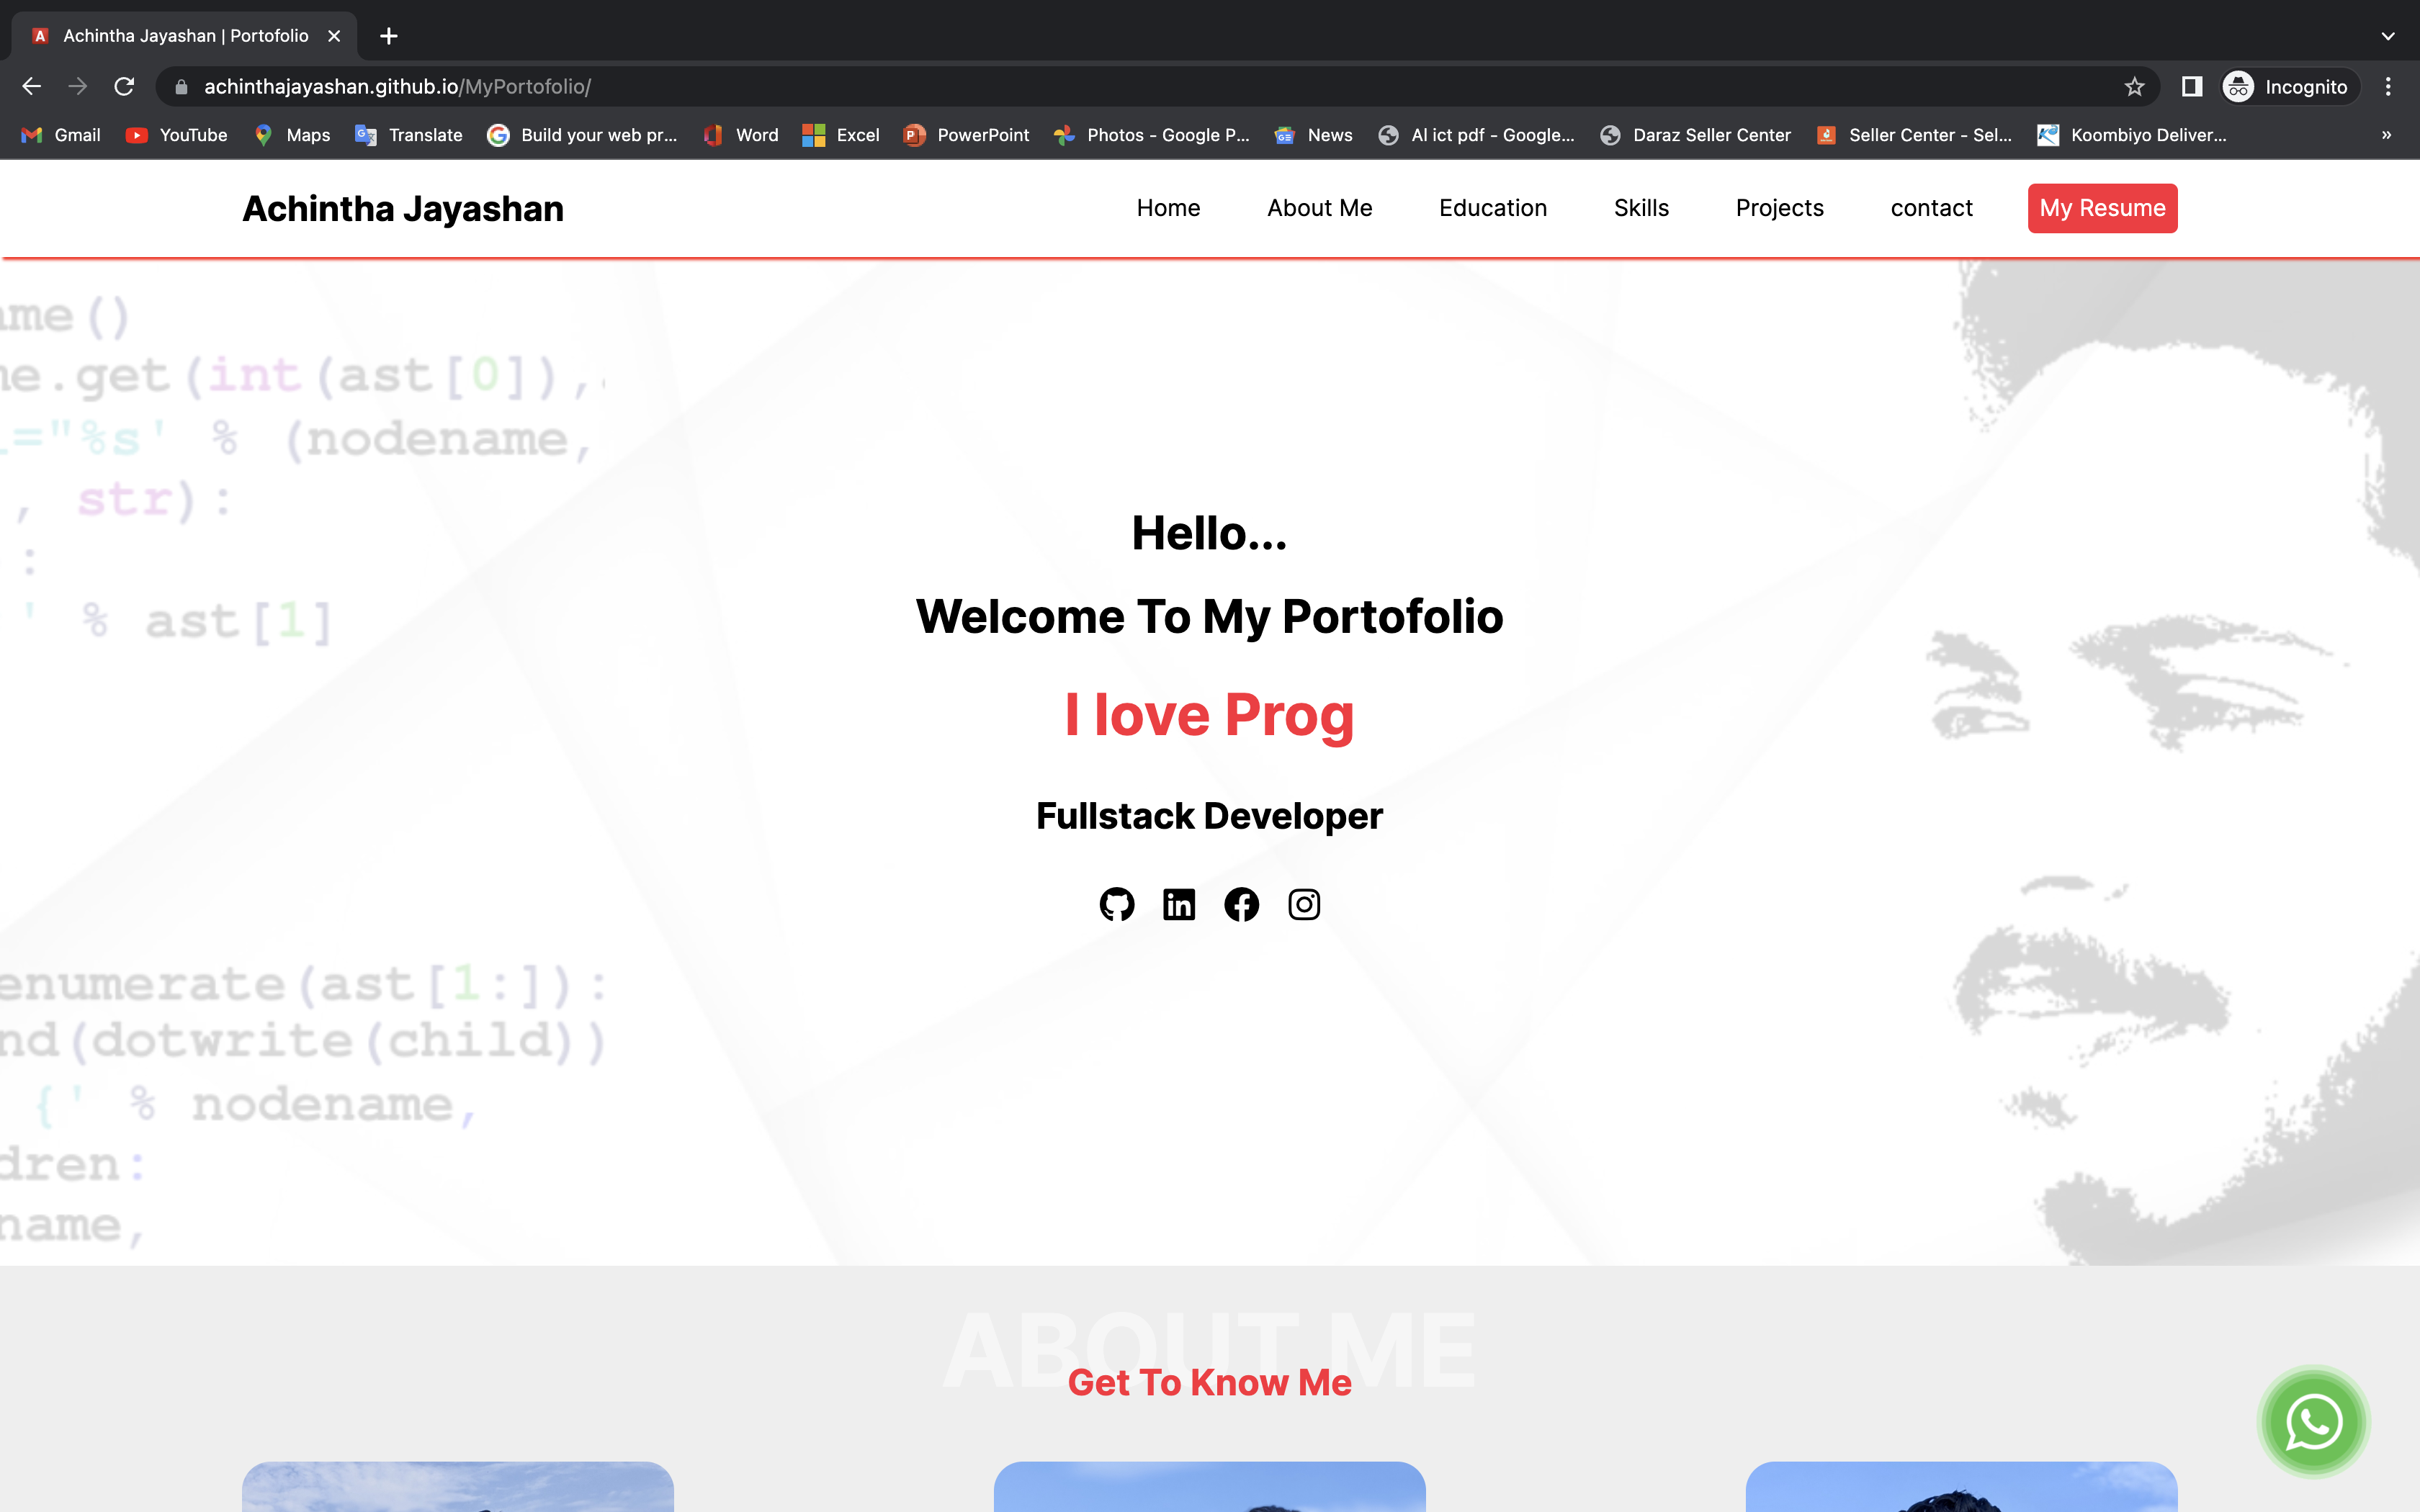 Achintha Jayashan | Portofolio
achinthajayashan.github.io/MyPortofolio/
Incognito
Gmail YouTube Maps Translate Build your web pr... Word Excel PowerPoint Photos - Google P... News Al ict pdf - Google... Daraz Seller Center Seller Center - Sel... Koombiyo Deliver... »
Achintha Jayashan
Home About Me Education Skills Projects contact My Resume
ame()
me.get(int(ast[0]),
="%s' % (nodename,
, str):
:
' % ast[1]
Hello...
Welcome To My Portofolio
I love Prog
Fullstack Developer
enumerate(ast[1:]):
nd(dotwrite(child))
{' % nodename,
dren:
name,
ABOUT ME
Get To Know Me